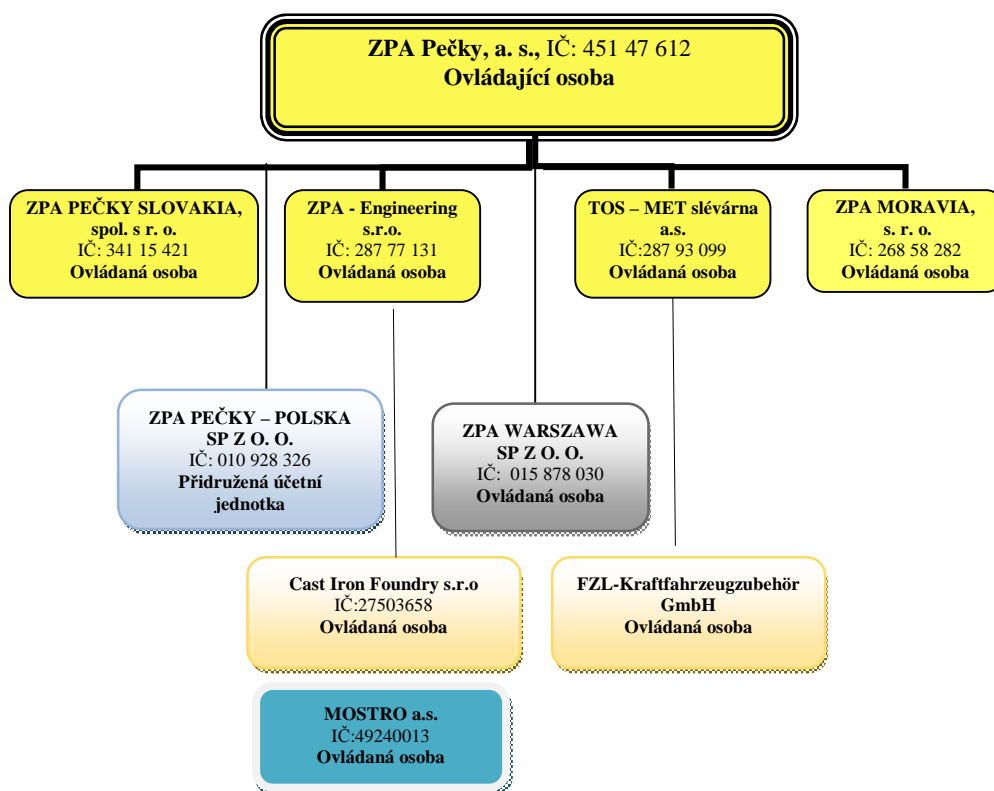 ZPA Pečky, a. s., IČ: 451 47 612
Ovládající osoba
ZPA PEČKY SLOVAKIA,
spol. s r. o.
IČ: 341 15 421
Ovládaná osoba
ZPA - Engineering
s.r.o.
IČ: 287 77 131
Ovládaná osoba
TOS – MET slévárna
a.s.
IČ:287 93 099
Ovládaná osoba
ZPA MORAVIA,
s. r. o.
IČ: 268 58 282
Ovládaná osoba
ZPA PEČKY – POLSKA
SP Z O. O.
IČ: 010 928 326
Přidružená účetní
jednotka
ZPA WARSZAWA
SP Z O. O.
IČ: 015 878 030
Ovládaná osoba
Cast Iron Foundry s.r.o
IČ:27503658
Ovládaná osoba
FZL-Kraftfahrzeugzubehör
GmbH
Ovládaná osoba
MOSTRO a.s.
IČ:49240013
Ovládaná osoba